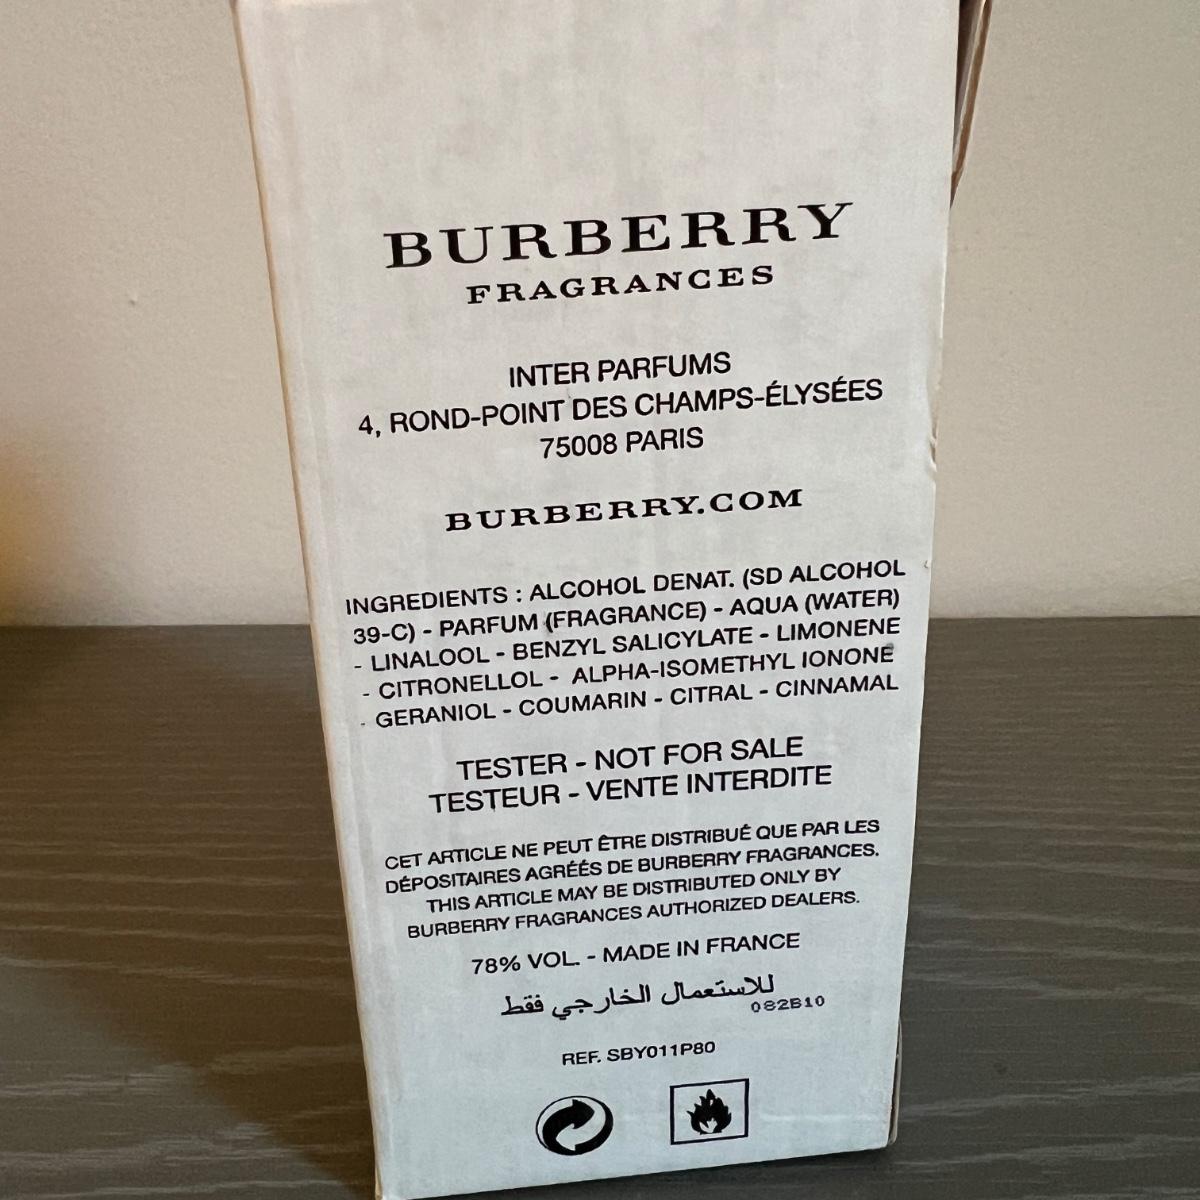 BURBERRY
FRAGRANCES
INTER PARFUMS
4, ROND-POINT DES CHAMPS-ÉLYSÉES
75008 PARIS
BURBERRY.COM
INGREDIENTS : ALCOHOL DENAT. (SD ALCOHOL
39-C) - PARFUM (FRAGRANCE) - AQUA (WATER)
- LINALOOL - BENZYL SALICYLATE - LIMONENE
- CITRONELLOL - ALPHA-ISOMETHYL IONONE
- GERANIOL - COUMARIN - CITRAL - CINNAMAL
TESTER - NOT FOR SALE
TESTEUR - VENTE INTERDITE
CET ARTICLE NE PEUT ÊTRE DISTRIBUÉ QUE PAR LES
DÉPOSITAIRES AGRÉÉS DE BURBERRY FRAGRANCES.
THIS ARTICLE MAY BE DISTRIBUTED ONLY BY
BURBERRY FRAGRANCES AUTHORIZED DEALERS.
78% VOL. - MADE IN FRANCE
للاستعمال الخارجي فقط
082B10
REF. SBY011P80